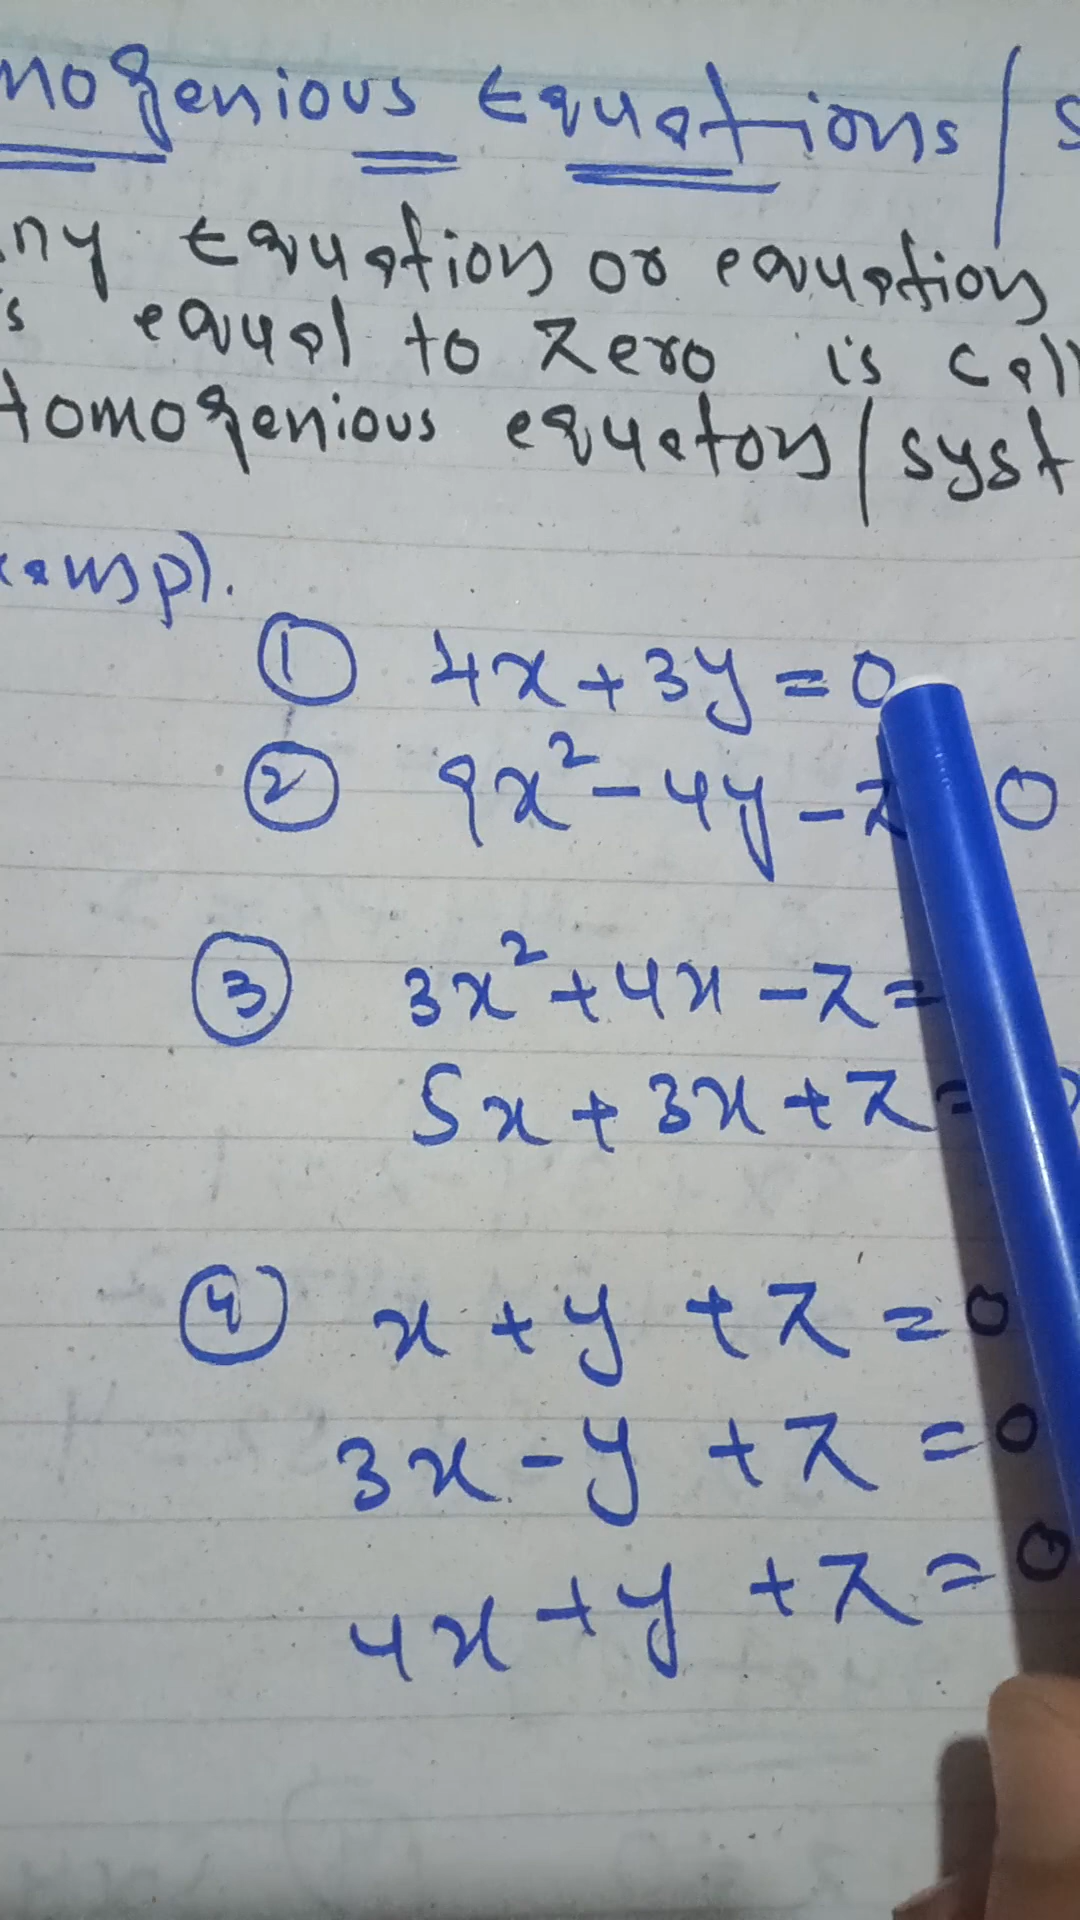 mogenious Equations / S
ny Equation or equation
s equal to zero is call
Homogenious equaton / syst
① 4x + 3y = 0
② 9x² - 4y - z 0
③ 3x² + 4x - z =
5x + 3x + z =
④ x + y + z = 0
3x - y + z = 0
4x + y + z = 0